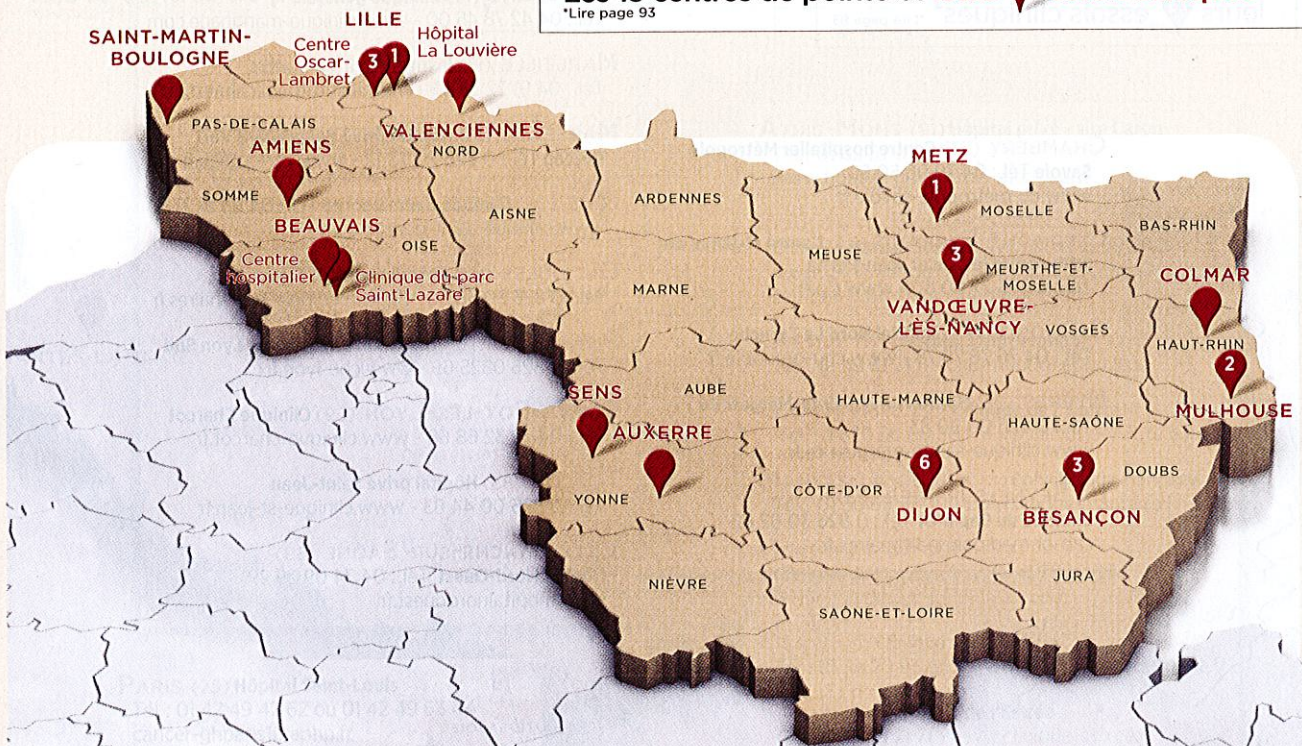 *Lire page 93
LILLE
SAINT-MARTIN-
BOULOGNE
Centre
Oscar-
Lambret
3
1
Hôpital
La Louvière
PAS-DE-CALAIS
VALENCIENNES
NORD
AMIENS
SOMME
BEAUVAIS
OISE
AISNE
Centre
hospitalier
Clinique du parc
Saint-Lazare
ARDENNES
METZ
1
MOSELLE
BAS-RHIN
MEUSE
3
MEURTHE-ET-
MOSELLE
COLMAR
MARNE
VANDŒUVRE-
LÈS-NANCY
VOSGES
HAUT-RHIN
2
MULHOUSE
SENS
AUBE
HAUTE-MARNE
HAUTE-SAÔNE
AUXERRE
6
3
DOUBS
YONNE
CÔTE-D'OR
DIJON
BESANÇON
NIÈVRE
JURA
SAÔNE-ET-LOIRE